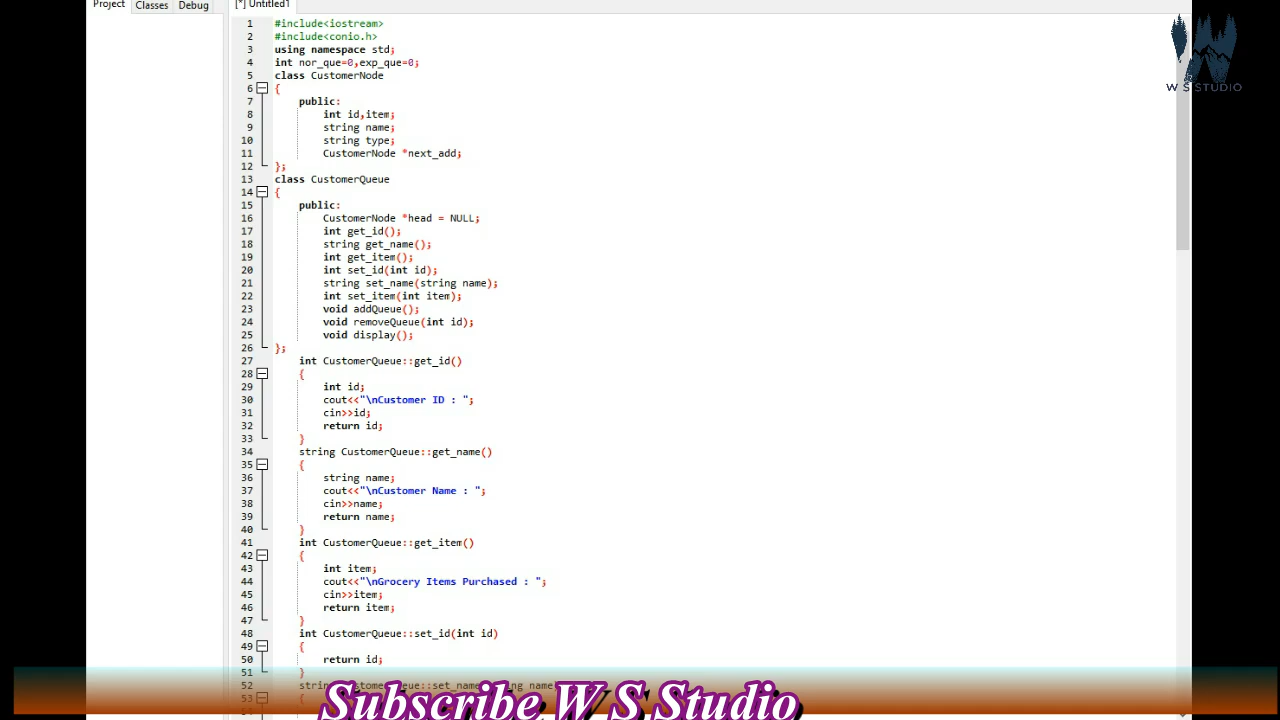 Project Classes Debug [*] Untitled1
1 #include<iostream>
2 #include<conio.h>
3 using namespace std;
4 int nor_que=0,exp_que=0;
5 class CustomerNode
6 {
7 public:
8 int id,item;
9 string name;
10 string type;
11 CustomerNode *next_add;
12 };
13 class CustomerQueue
14 {
15 public:
16 CustomerNode *head = NULL;
17 int get_id();
18 string get_name();
19 int get_item();
20 int set_id(int id);
21 string set_name(string name);
22 int set_item(int item);
23 void addQueue();
24 void removeQueue(int id);
25 void display();
26 };
27 int CustomerQueue::get_id()
28 {
29 int id;
30 cout<<"\nCustomer ID : ";
31 cin>>id;
32 return id;
33 }
34 string CustomerQueue::get_name()
35 {
36 string name;
37 cout<<"\nCustomer Name : ";
38 cin>>name;
39 return name;
40 }
41 int CustomerQueue::get_item()
42 {
43 int item;
44 cout<<"\nGrocery Items Purchased : ";
45 cin>>item;
46 return item;
47 }
48 int CustomerQueue::set_id(int id)
49 {
50 return id;
51 }
52
53
W S STUDIO
Subscribe W S Studio